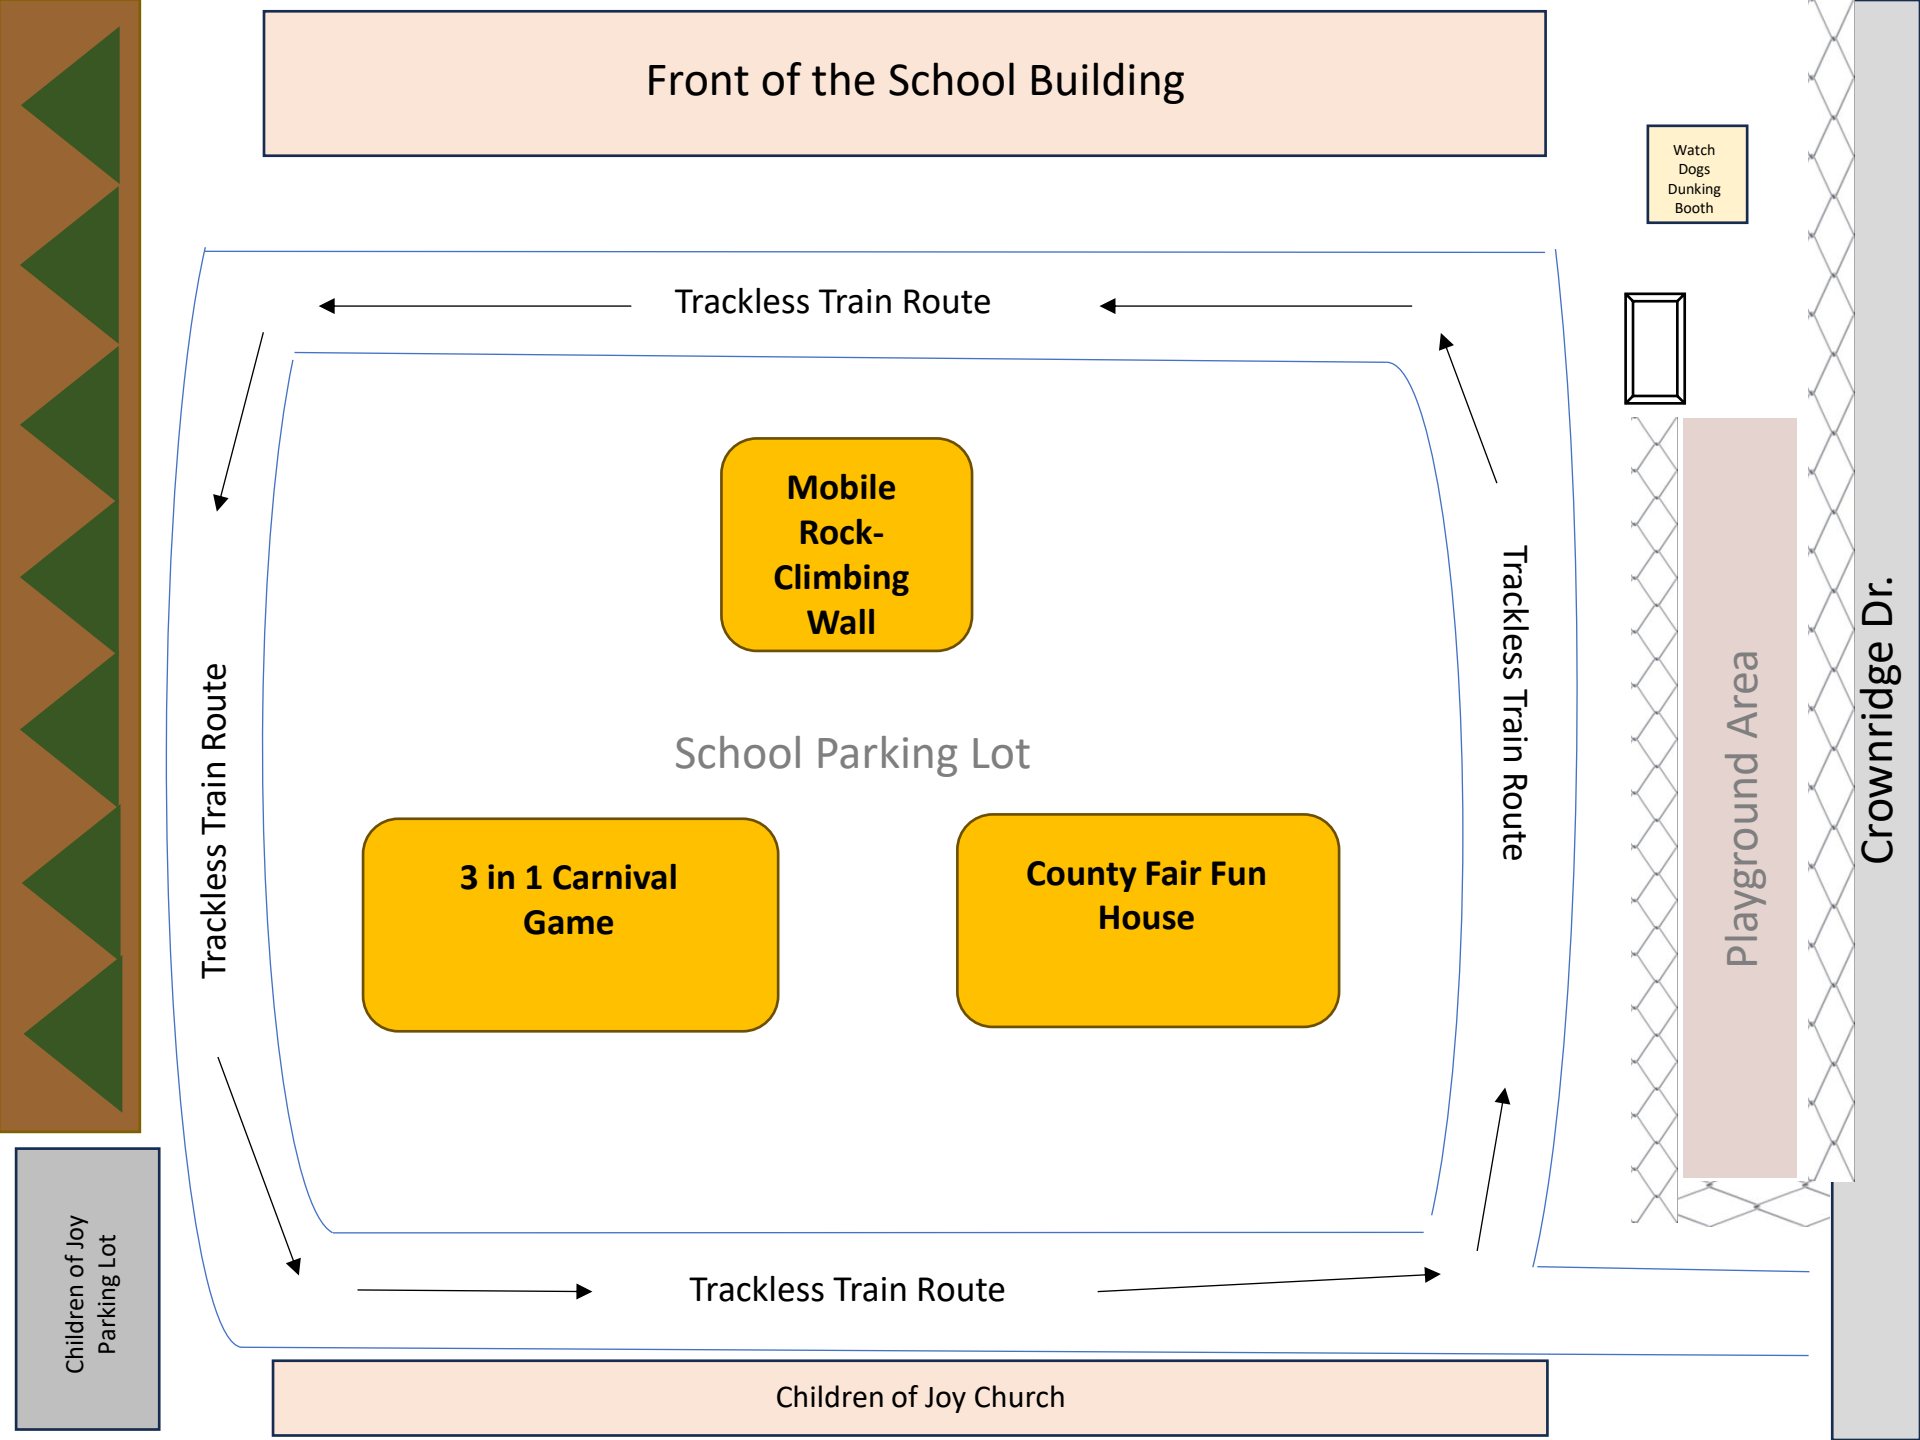 Front of the School Building
Watch
Dogs
Dunking
Booth
Trackless Train Route
Mobile
Rock-
Climbing
Wall
Trackless Train Route
Trackless Train Route
School Parking Lot
Playground Area
Crownridge Dr.
3 in 1 Carnival
Game
County Fair Fun
House
Children of Joy
Parking Lot
Trackless Train Route
Children of Joy Church